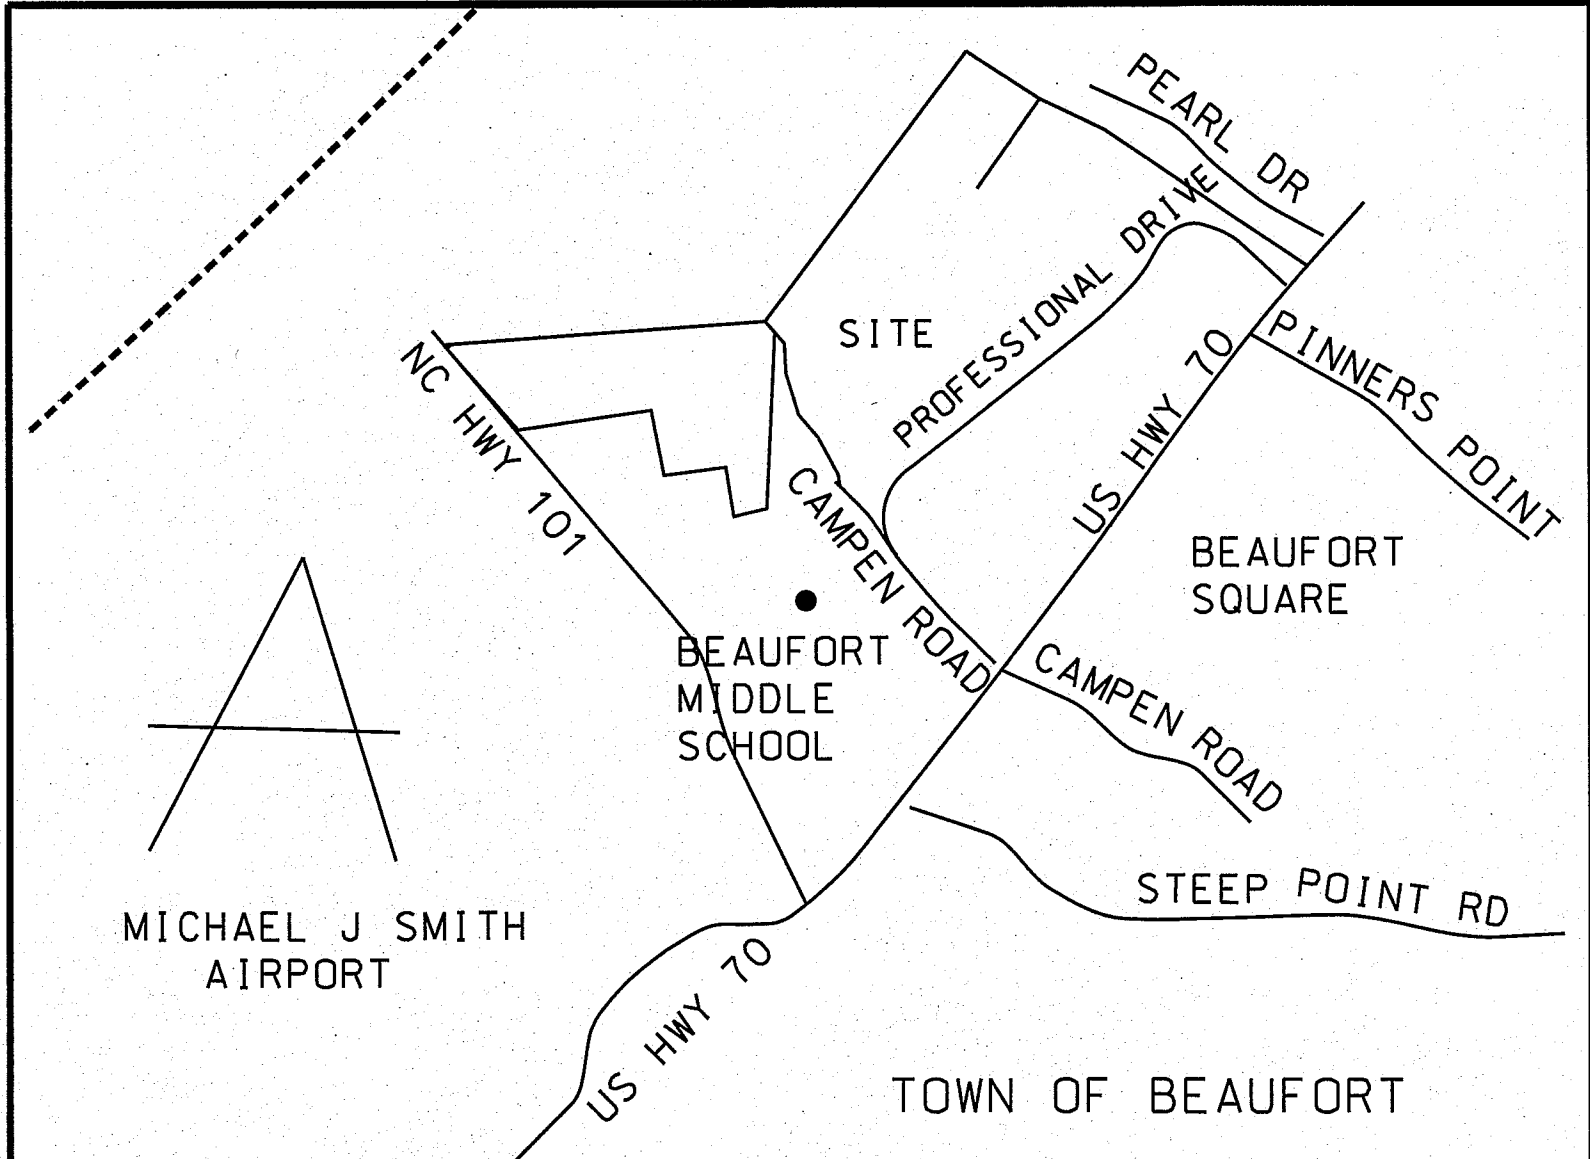 PEARL DR
PROFESSIONAL DRIVE
SITE
PINNERS POINT
US HWY 70
NC HWY 101
CAMPEN ROAD
BEAUFORT
SQUARE
BEAUFORT
MIDDLE
SCHOOL
CAMPEN ROAD
STEEP POINT RD
MICHAEL J SMITH
AIRPORT
US HWY 70
TOWN OF BEAUFORT